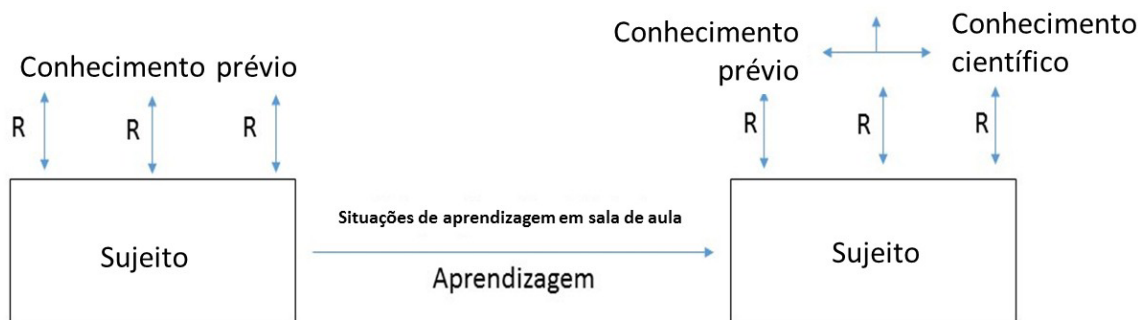 Conhecimento prévio
R R R
Sujeito
Situações de aprendizagem em sala de aula
Aprendizagem
Conhecimento
prévio
Conhecimento
científico
R R R
Sujeito